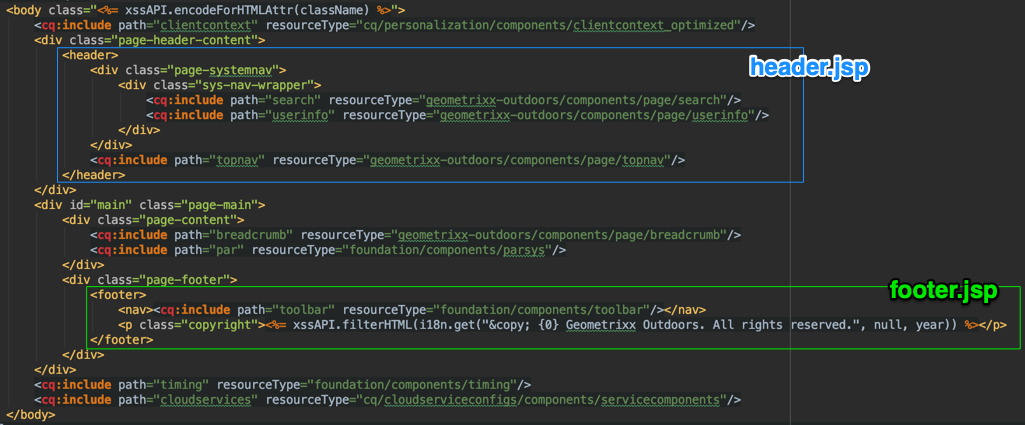 <body class="<%= xssAPI.encodeForHTMLAttr(className) %>">
    <cq:include path="clientcontext" resourceType="cq/personalization/components/clientcontext_optimized"/>
    <div class="page-header-content">
        <header>
header.jsp
            <div class="page-systemnav">
                <div class="sys-nav-wrapper">
                    <cq:include path="search" resourceType="geometrixx-outdoors/components/page/search"/>
                    <cq:include path="userinfo" resourceType="geometrixx-outdoors/components/page/userinfo"/>
                </div>
            </div>
            <cq:include path="topnav" resourceType="geometrixx-outdoors/components/page/topnav"/>
        </header>
    </div>
    <div id="main" class="page-main">
        <div class="page-content">
            <cq:include path="breadcrumb" resourceType="geometrixx-outdoors/components/page/breadcrumb"/>
            <cq:include path="par" resourceType="foundation/components/parsys"/>
        </div>
        <div class="page-footer">
            <footer>
footer.jsp
                <nav><cq:include path="toolbar" resourceType="foundation/components/toolbar"/></nav>
                <p class="copyright"><%= xssAPI.filterHTML(i18n.get("&copy; {0} Geometrixx Outdoors. All rights reserved.", null, year)) %></p>
            </footer>
        </div>
    </div>
    <cq:include path="timing" resourceType="foundation/components/timing"/>
    <cq:include path="cloudservices" resourceType="cq/cloudserviceconfigs/components/servicecomponents"/>
</body>